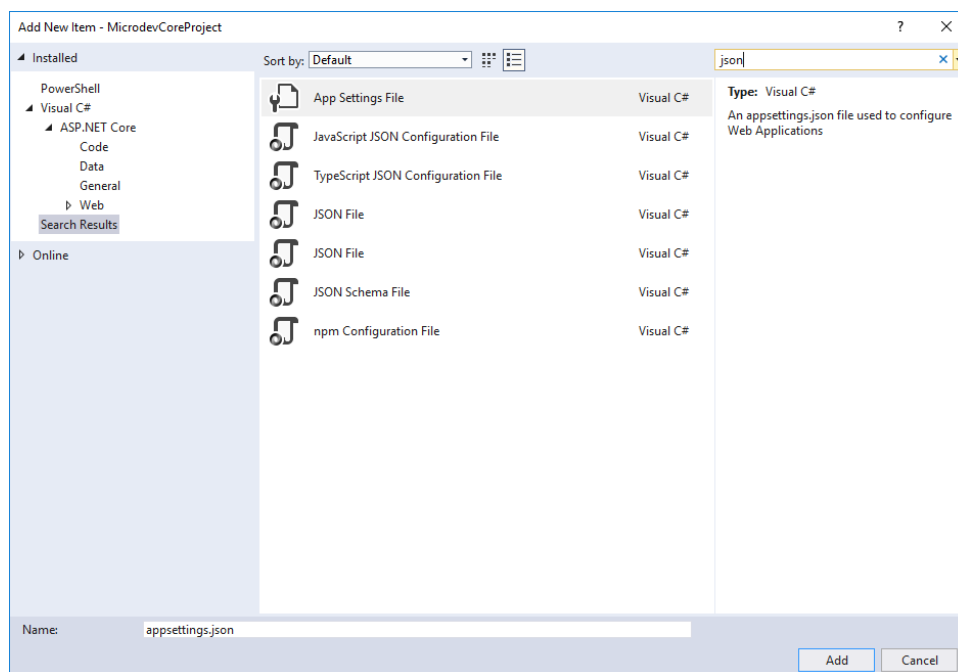 Add New Item - MicrodevCoreProject
?
Installed
Sort by: Default
json
PowerShell
Visual C#
ASP.NET Core
Code
Data
General
Web
Search Results
Online
App Settings File Visual C#
JavaScript JSON Configuration File Visual C#
TypeScript JSON Configuration File Visual C#
JSON File Visual C#
JSON File Visual C#
JSON Schema File Visual C#
npm Configuration File Visual C#
Type: Visual C#
An appsettings.json file used to configure
Web Applications
Name: appsettings.json
Add Cancel